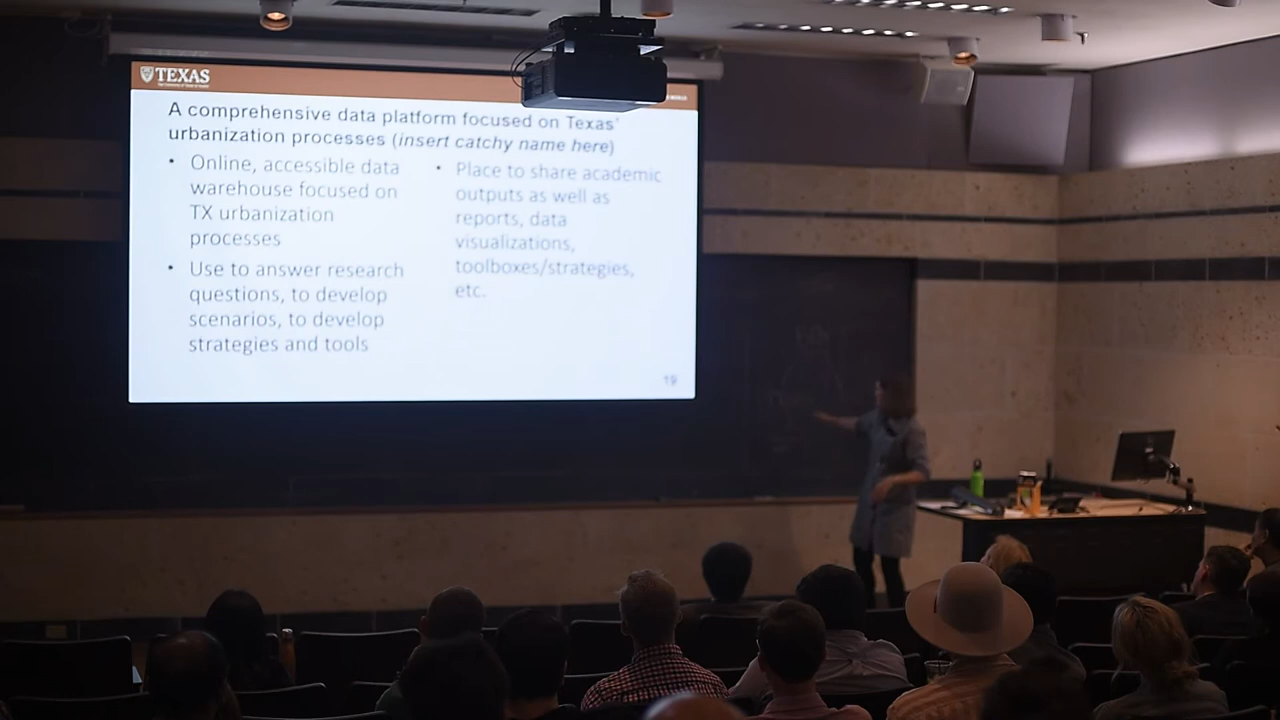 TEXAS
A comprehensive data platform focused on Texas'
urbanization processes (insert catchy name here)
• Online, accessible data
warehouse focused on
TX urbanization
processes
• Use to answer research
questions, to develop
scenarios, to develop
strategies and tools
• Place to share academic
outputs as well as
reports, data
visualizations,
toolboxes/strategies,
etc.
19